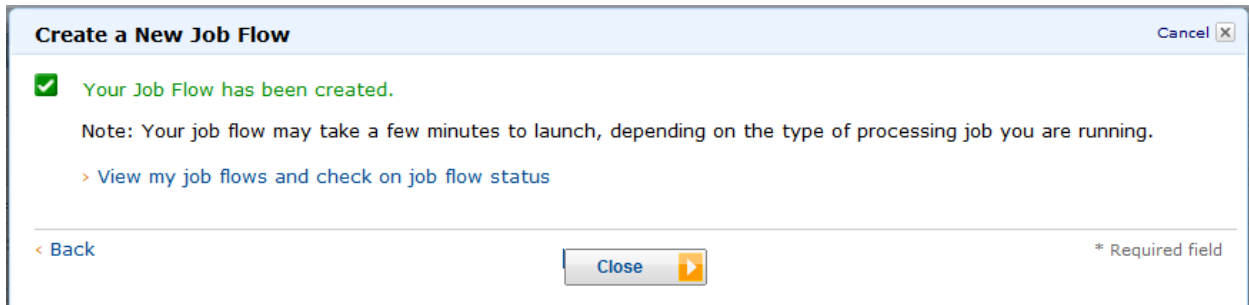 Create a New Job Flow
Cancel
Your Job Flow has been created.
Note: Your job flow may take a few minutes to launch, depending on the type of processing job you are running.
› View my job flows and check on job flow status
‹ Back
Close
* Required field